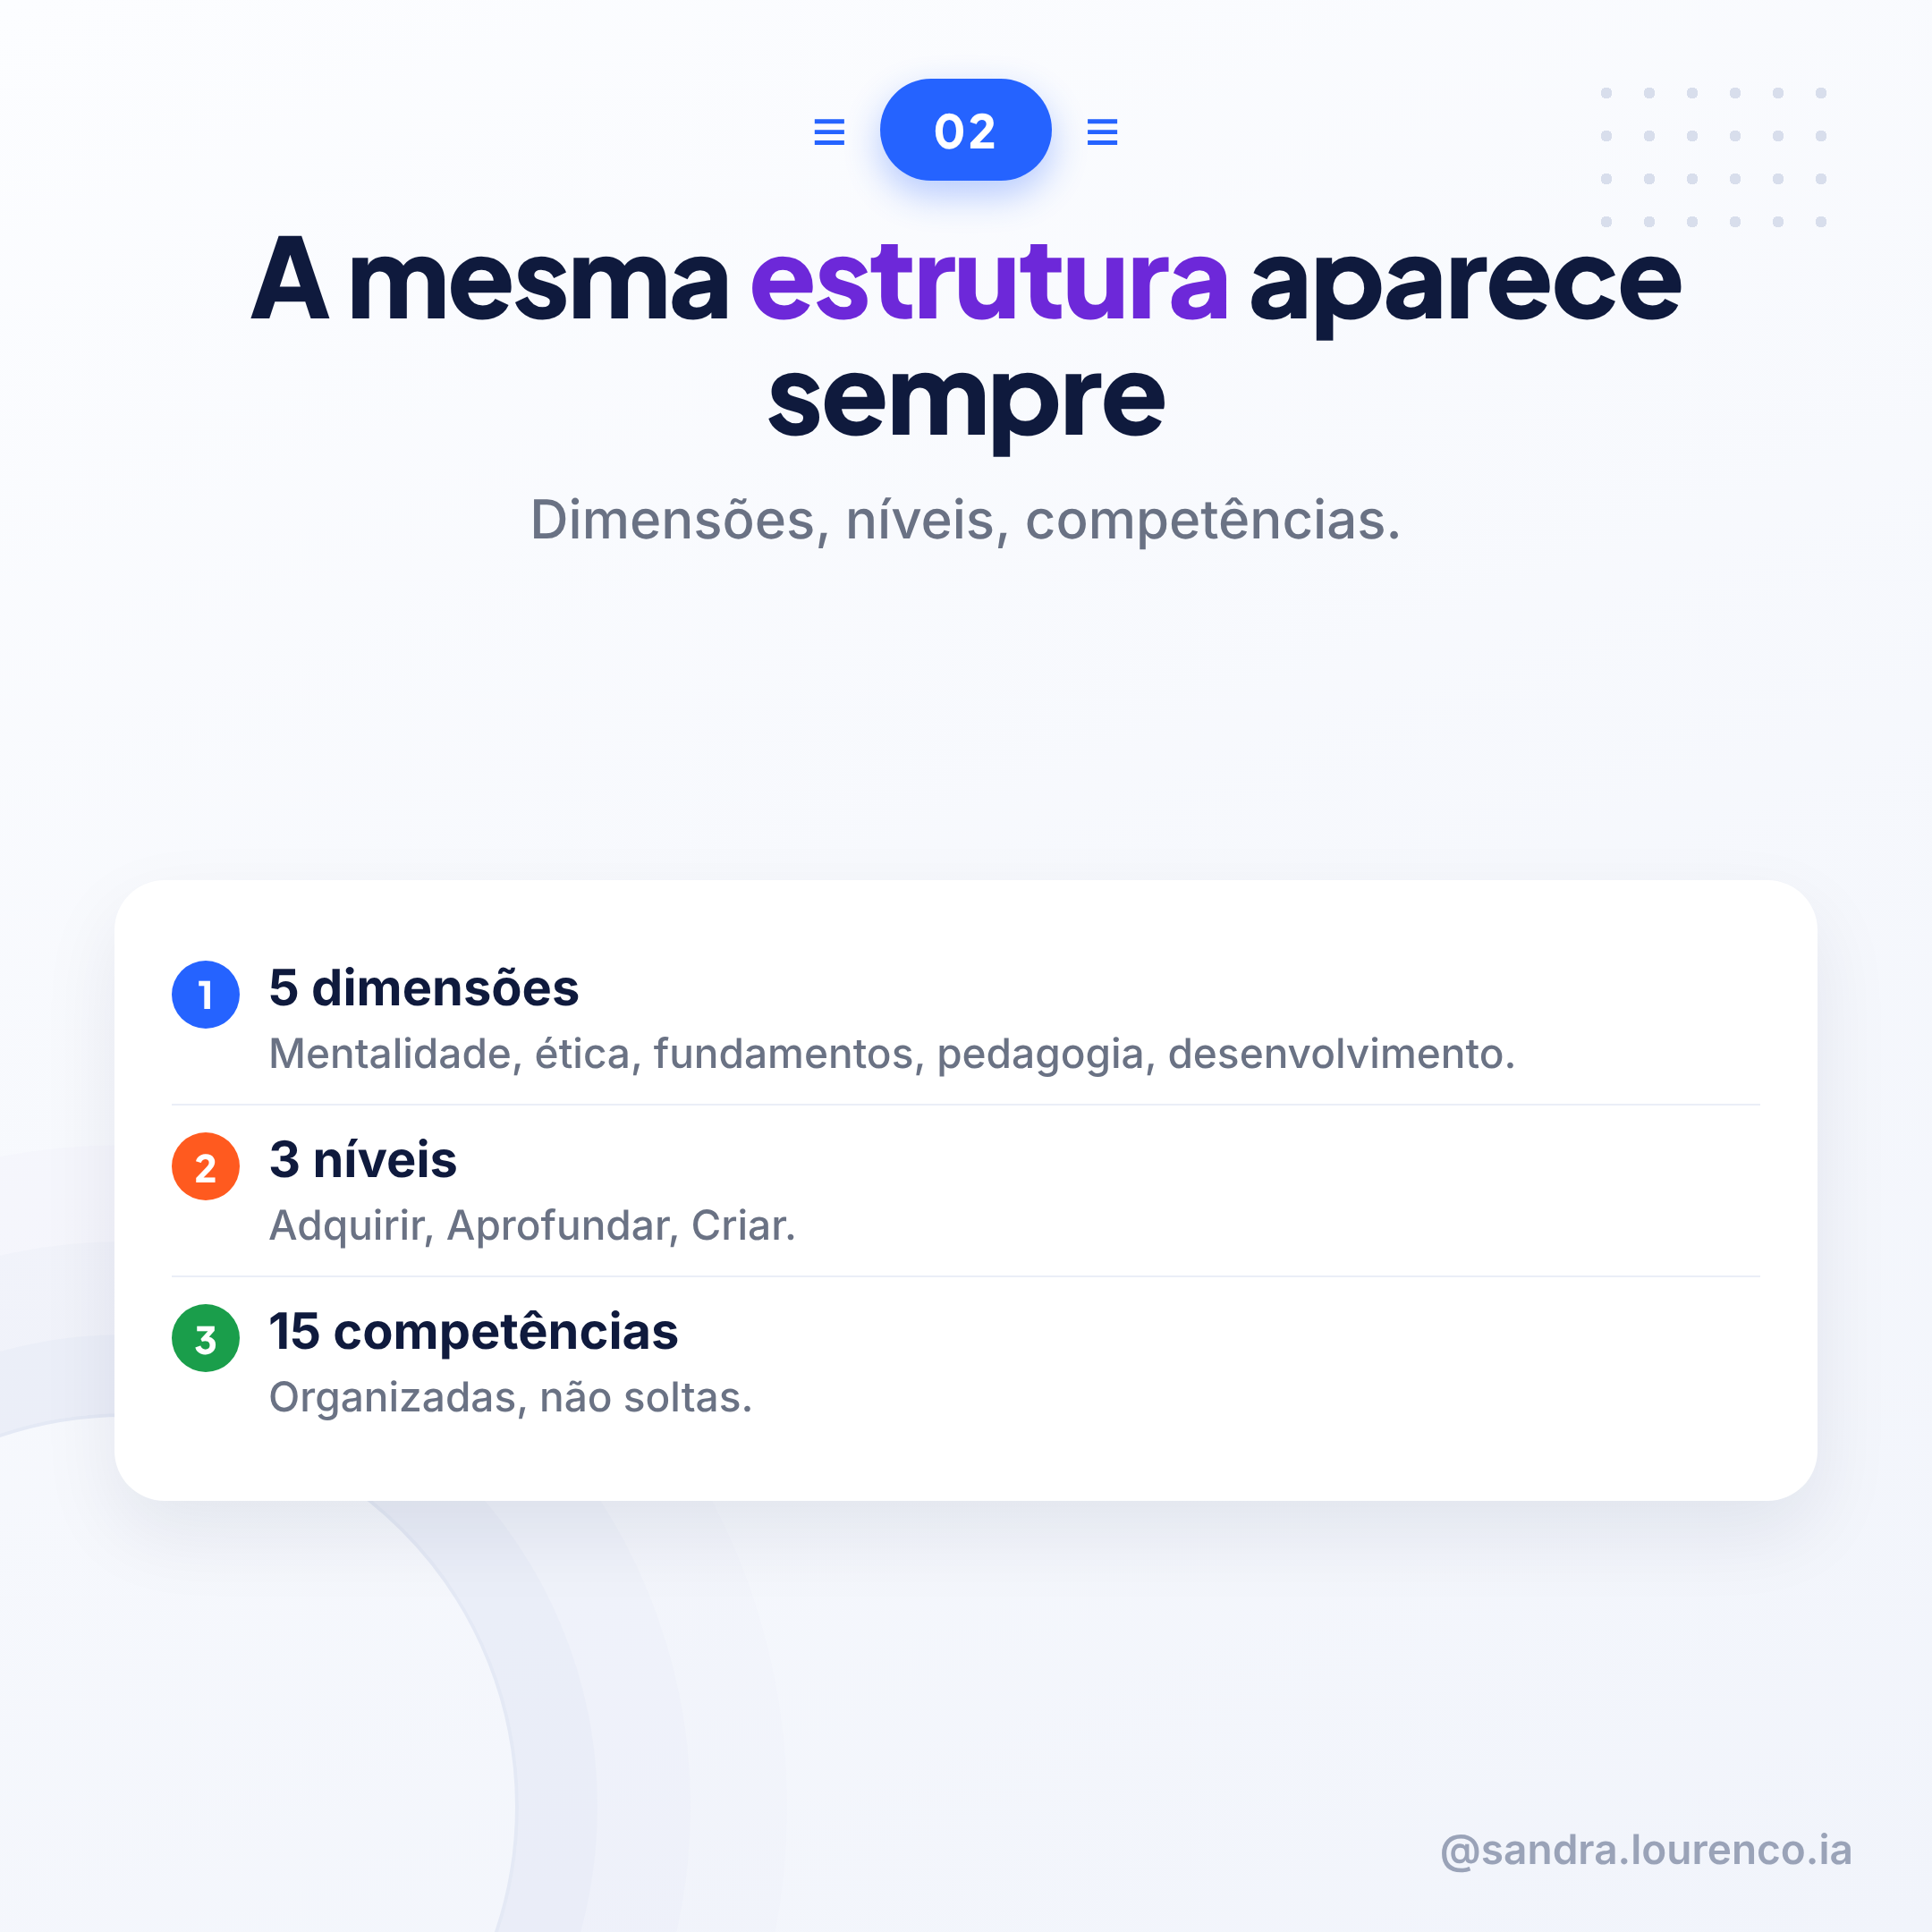 02
A mesma estrutura aparece
sempre
Dimensões, níveis, competências.
1
5 dimensões
Mentalidade, ética, fundamentos, pedagogia, desenvolvimento.
2
3 níveis
Adquirir, Aprofundar, Criar.
3
15 competências
Organizadas, não soltas.
@sandra.lourenco.ia